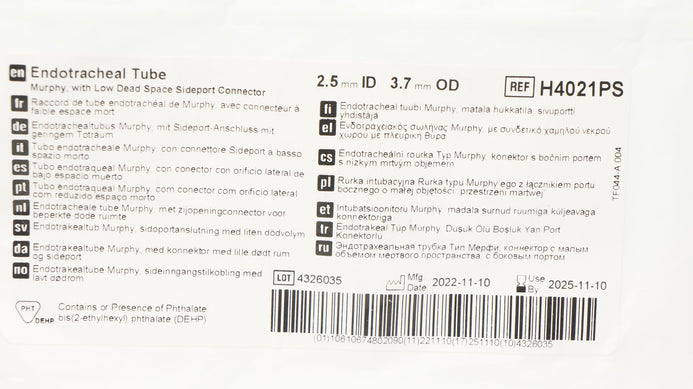 en Endotracheal Tube
Murphy, with Low Dead Space Sideport Connector
fr Raccord de tube endotrachéal de Murphy, avec connecteur à
faible espace mort
de Endotrachealtubus Murphy, mit Sideport-Anschluss mit
geringem Totraum
it Tubo endotracheale Murphy, con connettore Sideport a basso
spazio morto
es Tubo endotraqueal Murphy, con conector con orificio lateral de
bajo espacio muerto
pt Tubo endotraqueal Murphy, com conector com orifício lateral
com reduzido espaço morto
nl Endotracheale tube Murphy, met zijopeningconnector voor
beperkte dode ruimte
sv Endotrakealtub Murphy, sidoportanslutning med liten dödvolym
da Endotrakealtube Murphy, med konnektor med lille dødt rum
og sideport
no Endotrakealtube Murphy, sideinngangstilkobling med
lavt dødrom
PHT
DEHP
Contains or Presence of Phthalate
bis(2-ethylhexyl) phthalate (DEHP)
2.5 mm ID 3.7 mm OD
REF H4021PS
fi Endotracheal tuubi Murphy, matala hukkatila, sivuportti
yhdistäjä
el Ενδοτραχειακός σωλήνας Murphy, με συνδετικό χαμηλού νεκρού
χώρου με πλευρική θύρα
cs Endotracheální rourka Typ Murphy, konektor s bočním portem
s nízkým mrtvým objemem
pl Rurka intubacyjna Rurka typu Murphy'ego z łącznikiem portu
bocznego o małej objętości „przestrzeni martwej"
et Intubatsioonitoru Murphy, madala surnud ruumiga küljeavaga
konnektoriga
tr Endotrakeal Tüp Murphy, Düşük Ölü Boşluk Yan Port
Konektörlü
ru Эндотрахеальная трубка Тип Мерфи, коннектор с малым
объемом мертвого пространства, с боковым портом
TF044-A 004
LOT 4326035
Mfg
Date 2022-11-10
Use
By 2025-11-10
(01)10610674802090(11)221110(17)251110(10)4326035